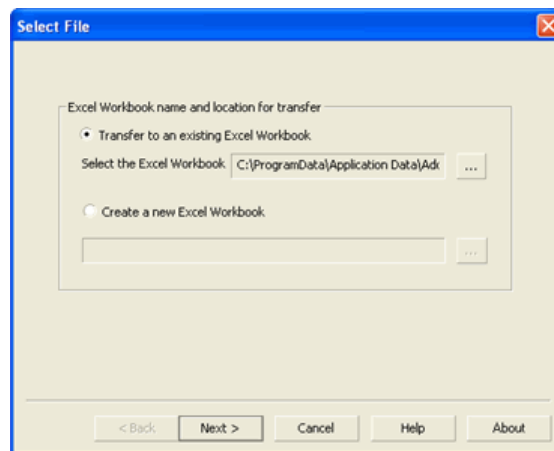 Select File
Excel Workbook name and location for transfer
Transfer to an existing Excel Workbook
Select the Excel Workbook C:\ProgramData\Application Data\Ad
...
Create a new Excel Workbook
...
< Back Next > Cancel Help About